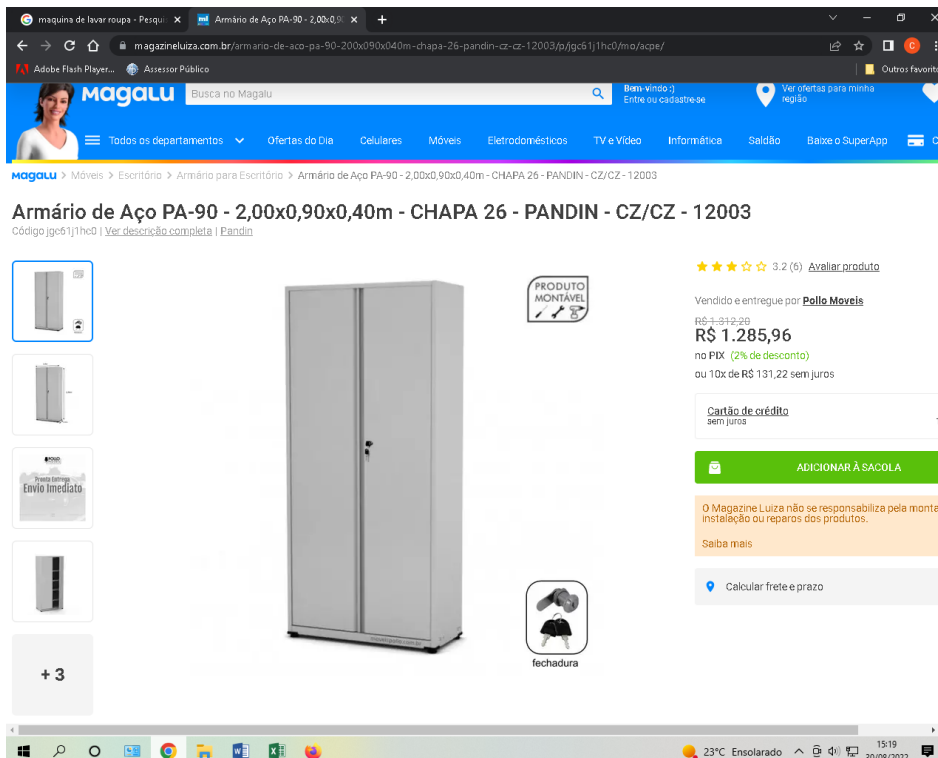 maquina de lavar roupa - Pesqui
Armário de Aço PA-90 - 2,00x0,90
magazineluiza.com.br/armario-de-aco-pa-90-200x090x040m-chapa-26-pandin-cz-cz-12003/p/jgc61j1hc0/mo/acpe/
Adobe Flash Player...
Assessor Público
Outros favorito
Magalu
Busca no Magalu
Bem-vindo :)
Entre ou cadastre-se
Ver ofertas para minha
região
Todos os departamentos
Ofertas do Dia
Celulares
Móveis
Eletrodomésticos
TV e Vídeo
Informática
Saldão
Baixe o SuperApp
C
Magalu > Móveis > Escritório > Armário para Escritório > Armário de Aço PA-90 - 2,00x0,90x0,40m - CHAPA 26 - PANDIN - CZ/CZ - 12003
Armário de Aço PA-90 - 2,00x0,90x0,40m - CHAPA 26 - PANDIN - CZ/CZ - 12003
Código jgc61j1hc0 | Ver descrição completa | Pandin
PRODUTO
MONTÁVEL
fechadura
Pronta Entrega
Envio Imediato
+ 3
3.2 (6) Avaliar produto
Vendido e entregue por Pollo Moveis
R$ 1.312,20
R$ 1.285,96
no PIX (2% de desconto)
ou 10x de R$ 131,22 sem juros
Cartão de crédito
sem juros
ADICIONAR À SACOLA
O Magazine Luiza não se responsabiliza pela monta
instalação ou reparos dos produtos.
Saiba mais
Calcular frete e prazo
23°C Ensolarado
15:19
30/08/2022